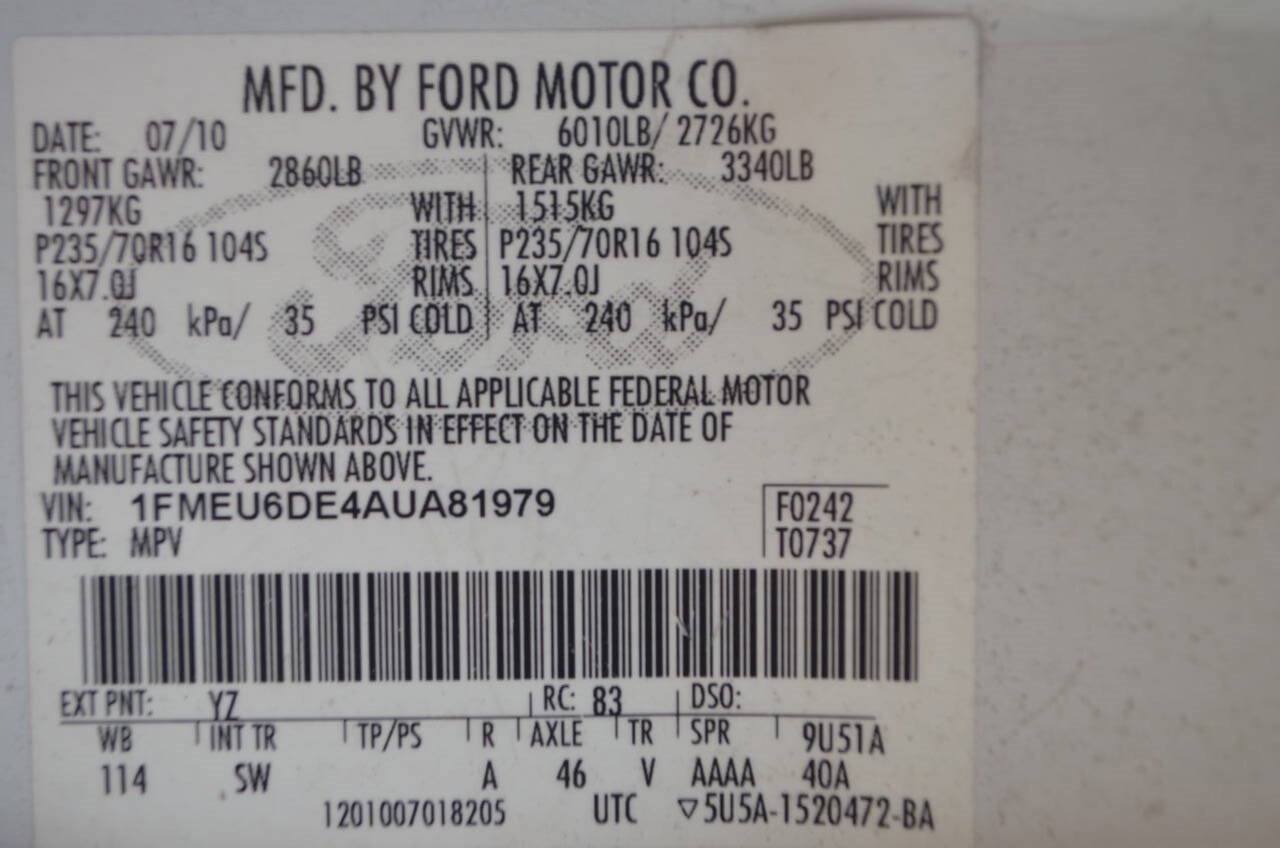 MFD. BY FORD MOTOR CO.
DATE: 07/10 GVWR: 6010LB/ 2726KG
FRONT GAWR: 2860LB REAR GAWR: 3340LB
1297KG WITH 1515KG WITH
P235/70R16 104S TIRES P235/70R16 104S TIRES
16X7.0J RIMS 16X7.0J RIMS
AT 240 kPa/ 35 PSI COLD AT 240 kPa/ 35 PSI COLD
Ford
THIS VEHICLE CONFORMS TO ALL APPLICABLE FEDERAL MOTOR
VEHICLE SAFETY STANDARDS IN EFFECT ON THE DATE OF
MANUFACTURE SHOWN ABOVE.
VIN: 1FMEU6DE4AUA81979 F0242
TYPE: MPV T0737
EXT PNT: YZ RC: 83 DSO:
WB INT TR TP/PS R AXLE TR SPR 9U51A
114 SW A 46 V AAAA 40A
1201007018205 UTC ▽5U5A-1520472-BA